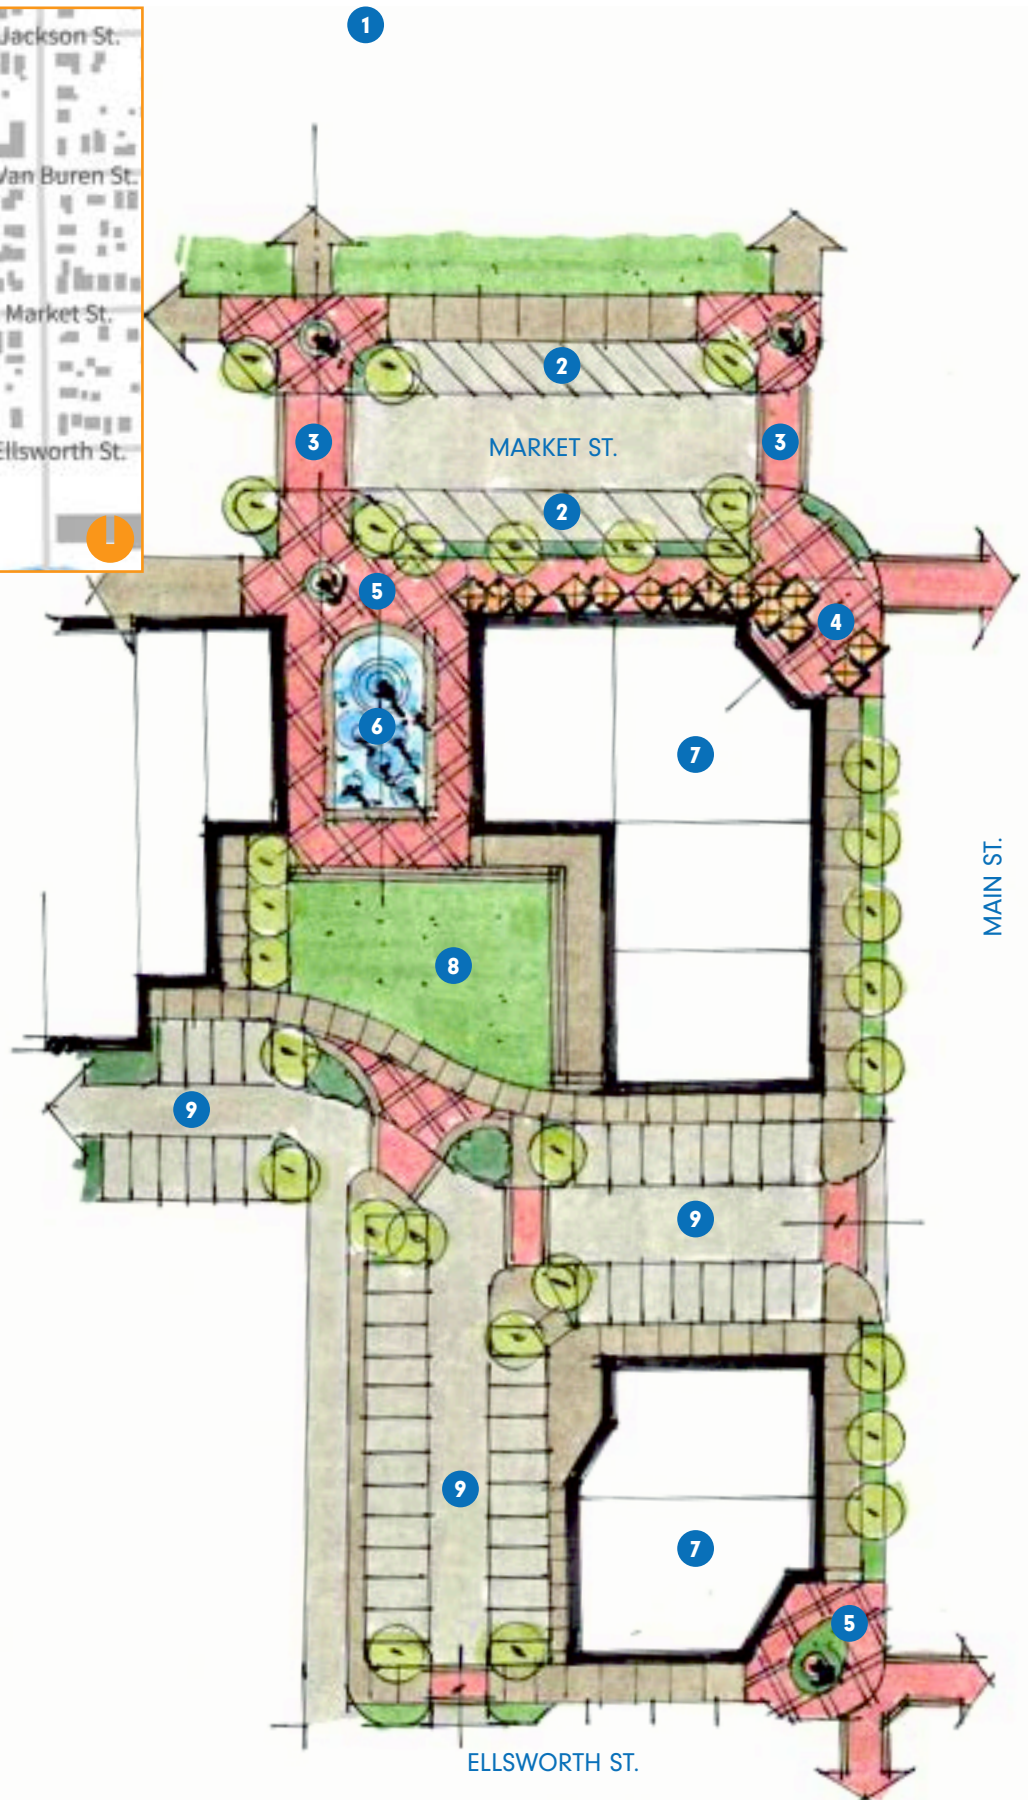 Jackson St.
Van Buren St.
Market St.
Ellsworth St.
1
2
3
MARKET ST.
3
2
5
4
6
7
MAIN ST.
8
9
9
9
7
5
ELLSWORTH ST.